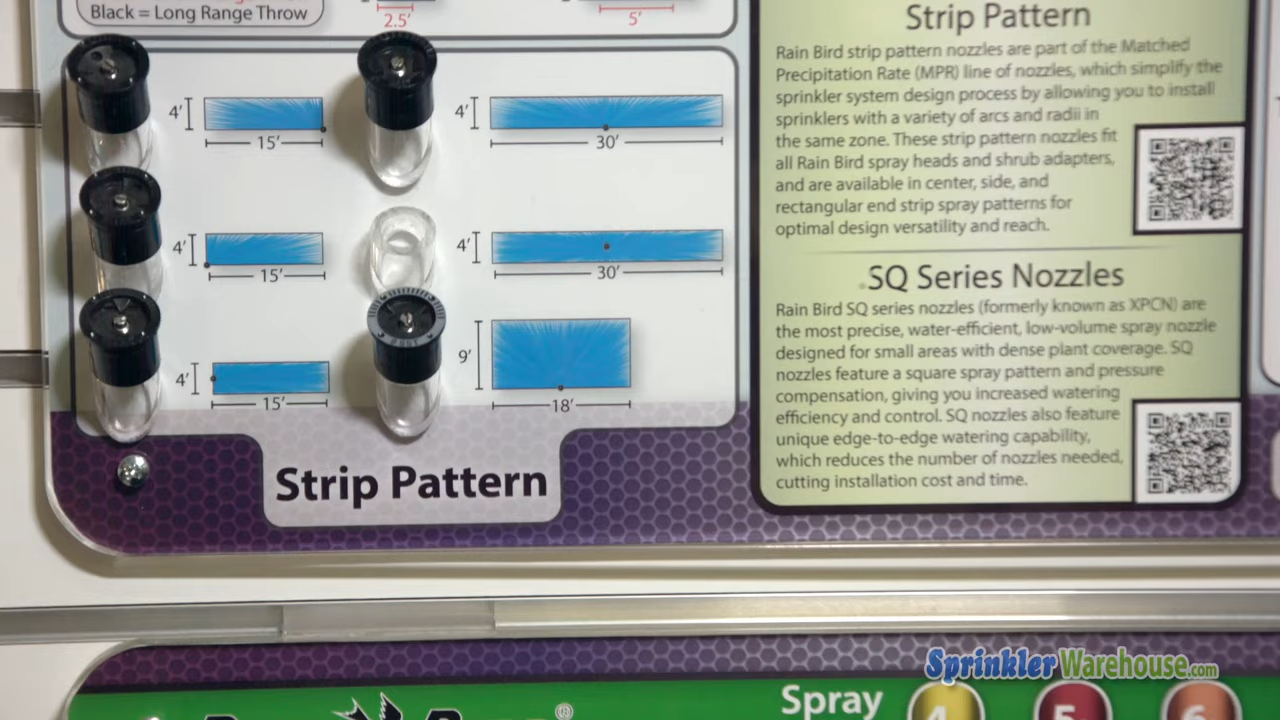 Black = Long Range Throw
2.5'
5'
4'
15'
4'
30'
4'
15'
4'
30'
4'
15'
9'
18'
Strip Pattern
Strip Pattern
Rain Bird strip pattern nozzles are part of the Matched
Precipitation Rate (MPR) line of nozzles, which simplify the
sprinkler system design process by allowing you to install
sprinklers with a variety of arcs and radii in
the same zone. These strip pattern nozzles fit
all Rain Bird spray heads and shrub adapters,
and are available in center, side, and
rectangular end strip spray patterns for
optimal design versatility and reach.
SQ Series Nozzles
Rain Bird SQ series nozzles (formerly known as XPCN) are
the most precise, water-efficient, low-volume spray nozzle
designed for small areas with dense plant coverage. SQ
nozzles feature a square spray pattern and pressure
compensation, giving you increased watering
efficiency and control. SQ nozzles also feature
unique edge-to-edge watering capability,
which reduces the number of nozzles needed,
cutting installation cost and time.
SprinklerWarehouse.com
Spray
4
5
6